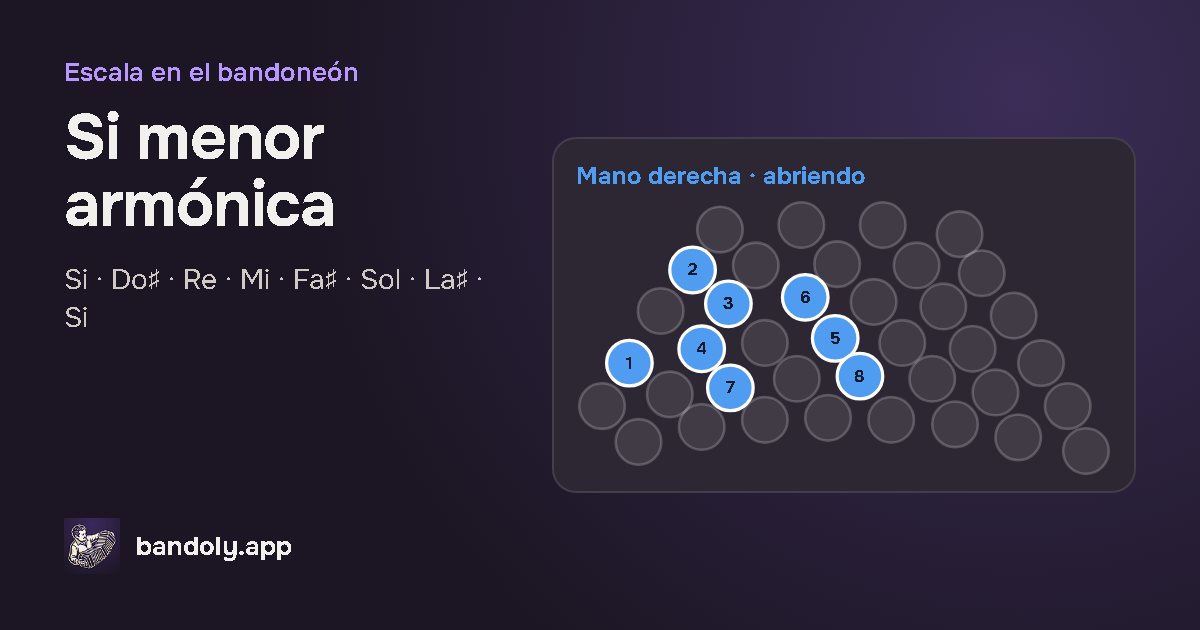 Escala en el bandoneón
Si menor
armónica
Si · Do♯ · Re · Mi · Fa♯ · Sol · La♯ ·
Si
Mano derecha · abriendo
2
3
6
1
4
5
7
8
bandoly.app